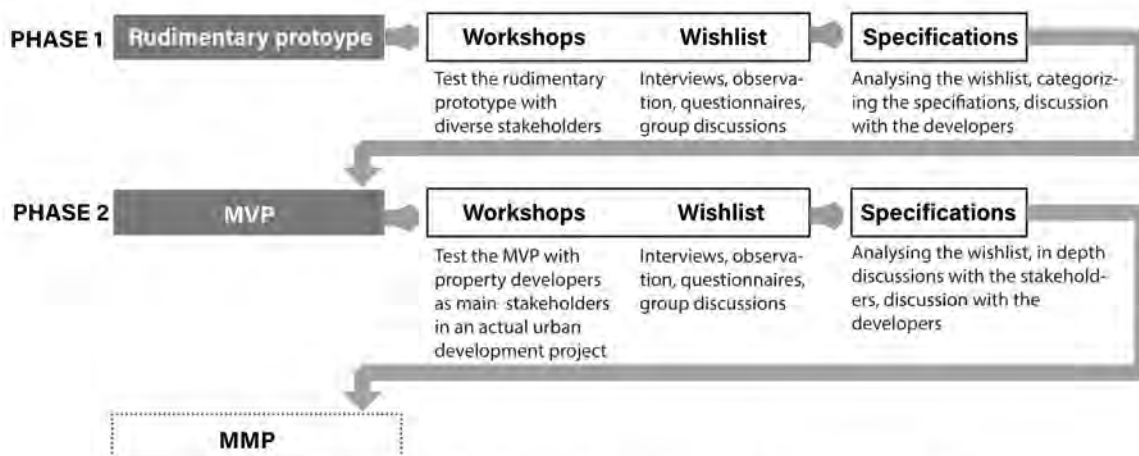 PHASE 1 Rudimentary protoype Workshops Wishlist Specifications
Test the rudimentary
prototype with
diverse stakeholders
Interviews, observa-
tion, questionnaires,
group discussions
Analysing the wishlist, categoriz-
ing the specifiations, discussion
with the developers
PHASE 2 MVP Workshops Wishlist Specifications
Test the MVP with
property developers
as main stakeholders
in an actual urban
development project
Interviews, observa-
tion, questionnaires,
group discussions
Analysing the wishlist, in depth
discussions with the stakehold-
ers, discussion with the
developers
MMP